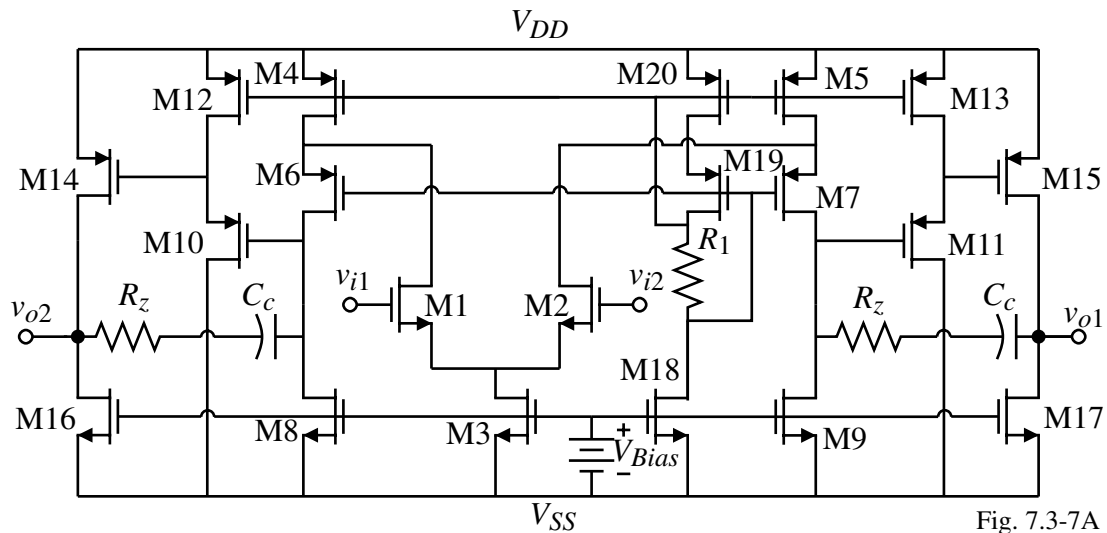 V_DD
M4 M20 M5
M12 M13
M14 M6 M19 M7 M15
M10 R_1 M11
v_i1 v_i2
v_o2 R_z C_c M1 M2 R_z C_c v_o1
M18
M16 M8 M3 + V_Bias − M9 M17
V_SS
Fig. 7.3-7A